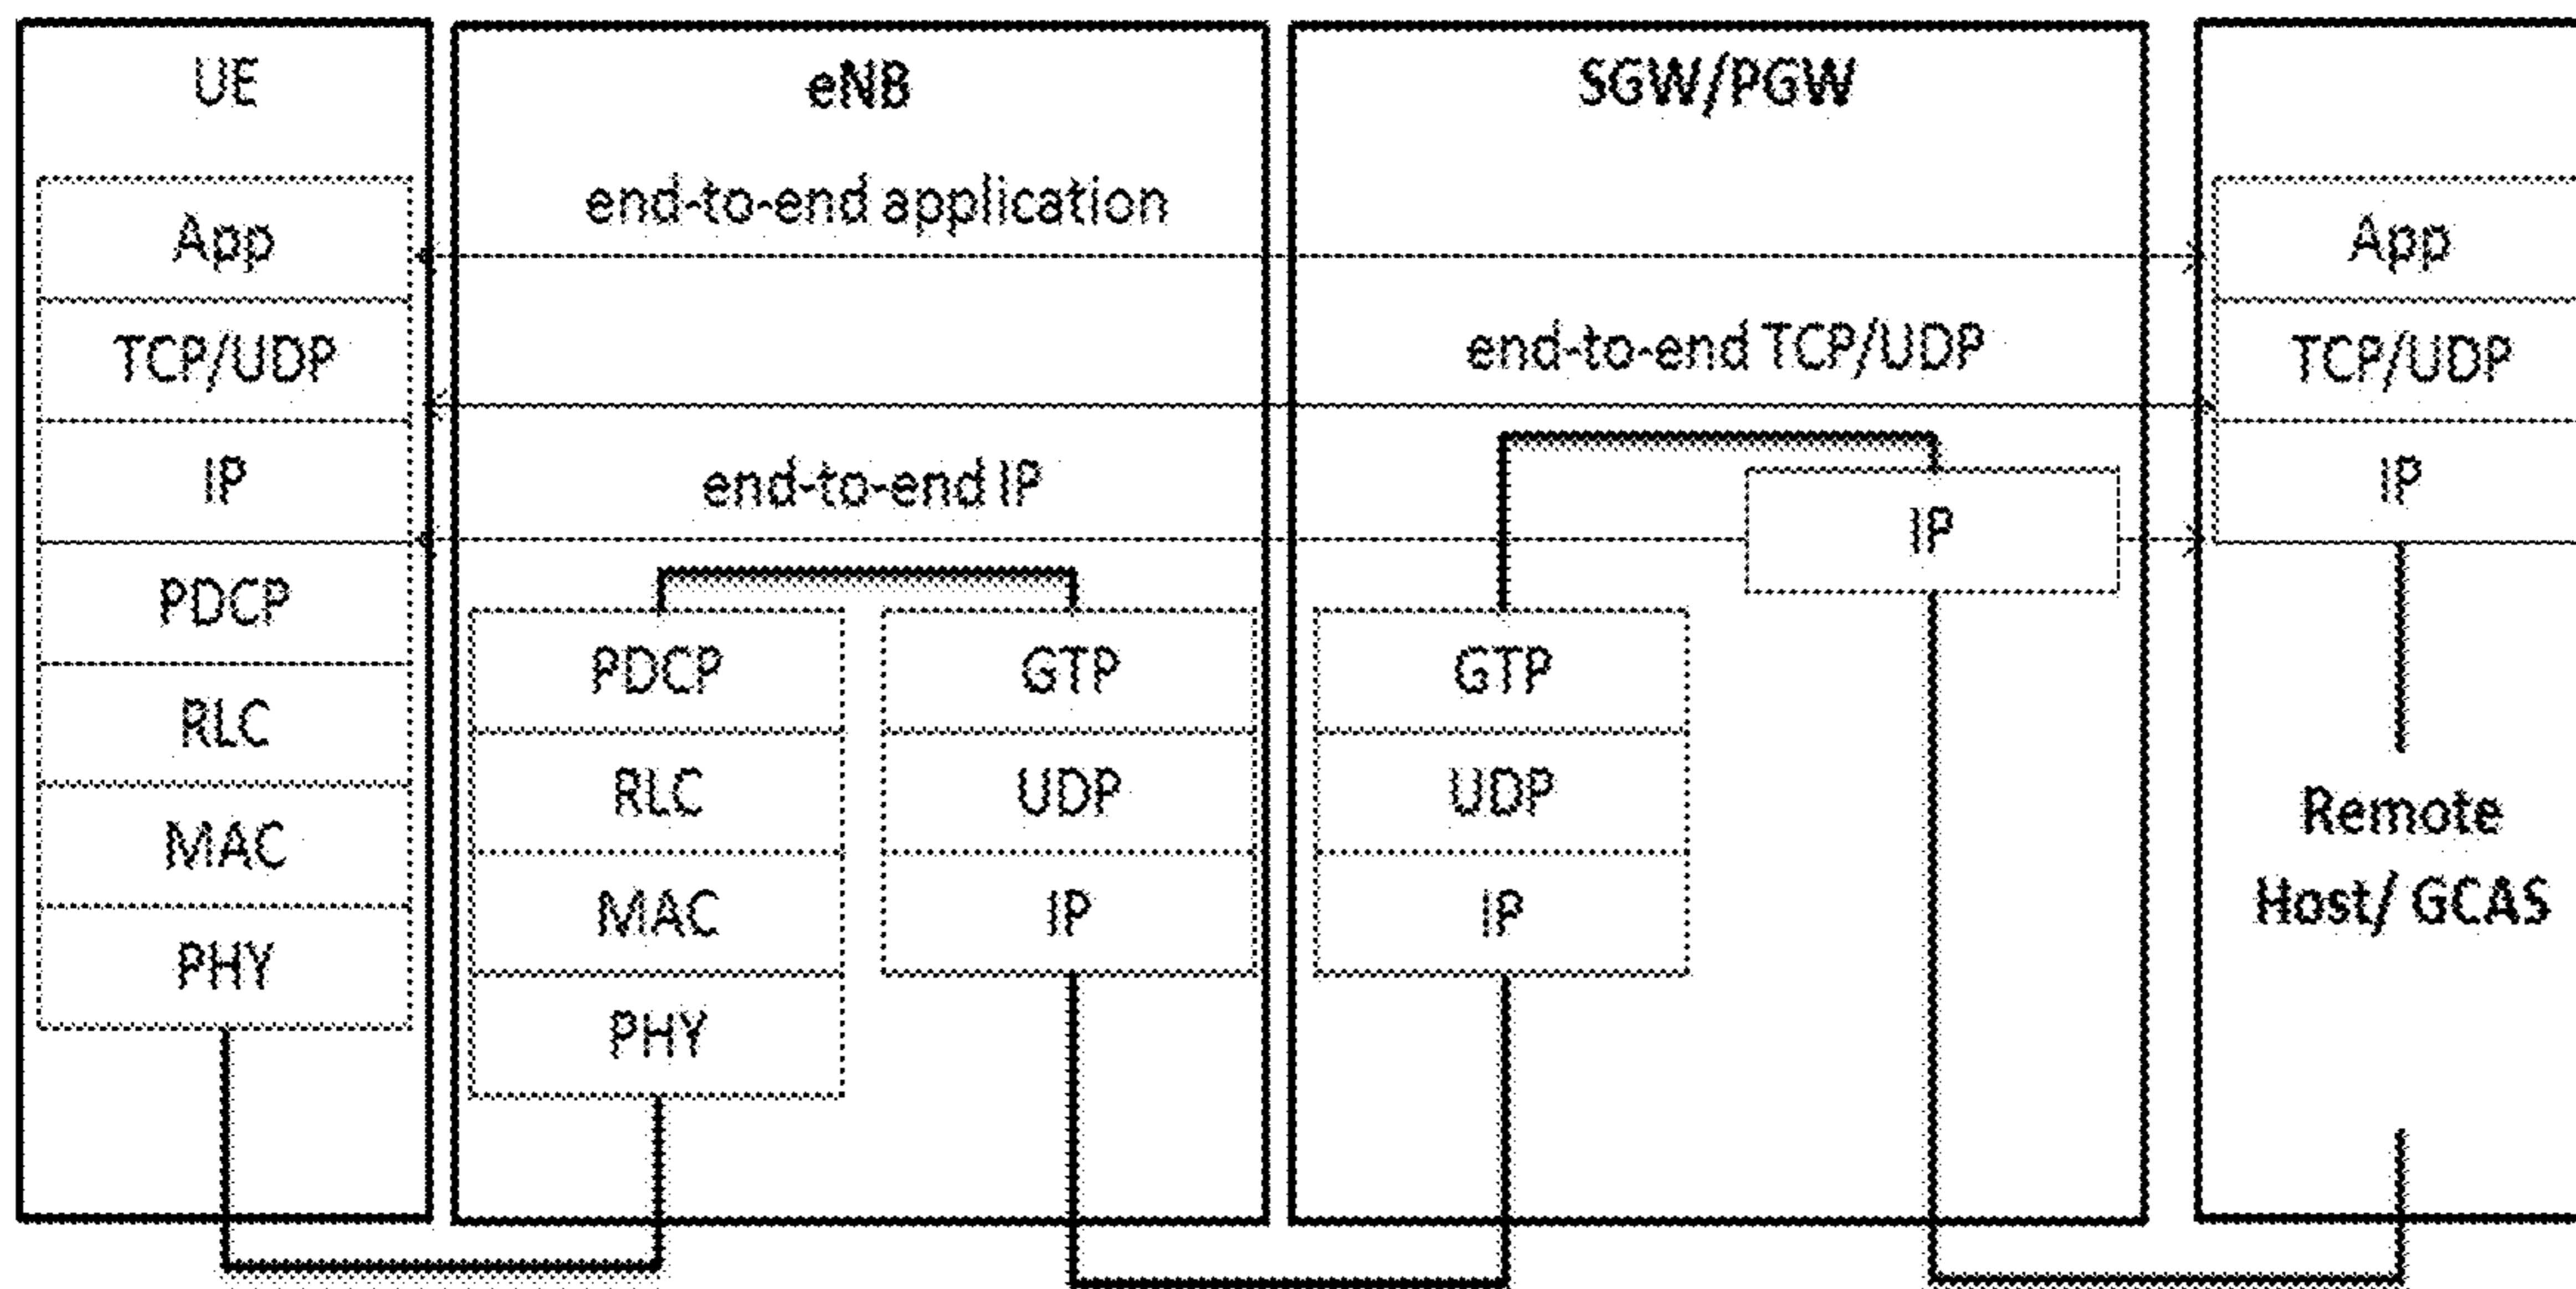 UE
App
TCP/UDP
IP
PDCP
RLC
MAC
PHY
eNB
end-to-end application
end-to-end IP
PDCP
RLC
MAC
PHY
GTP
UDP
IP
SGW/PGW
end-to-end TCP/UDP
GTP
UDP
IP
IP
App
TCP/UDP
IP
Remote
Host/ GCAS